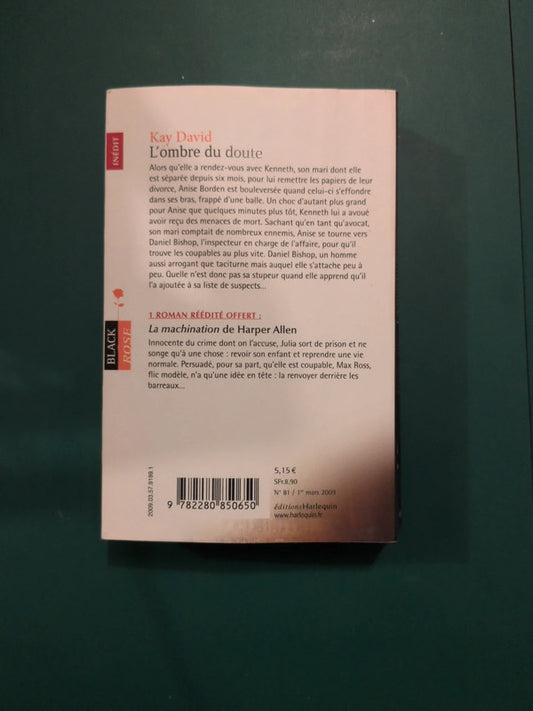 INÉDIT
Kay David
L'ombre du doute
Alors qu'elle a rendez-vous avec Kenneth, son mari dont elle
est séparée depuis six mois, pour lui remettre les papiers de leur
divorce, Anise Borden est bouleversée quand celui-ci s'effondre
dans ses bras, frappé d'une balle. Un choc d'autant plus grand
pour Anise que quelques minutes plus tôt, Kenneth lui a avoué
avoir reçu des menaces de mort. Sachant qu'en tant qu'avocat,
son mari comptait de nombreux ennemis, Anise se tourne vers
Daniel Bishop, l'inspecteur en charge de l'affaire, pour qu'il
trouve les coupables au plus vite. Daniel Bishop, un homme
aussi arrogant que taciturne mais auquel elle s'attache peu à
peu. Quelle n'est donc pas sa stupeur quand elle apprend qu'il
l'a ajoutée à sa liste de suspects...
1 ROMAN RÉÉDITÉ OFFERT :
La machination de Harper Allen
Innocente du crime dont on l'accuse, Julia sort de prison et ne
songe qu'à une chose : revoir son enfant et reprendre une vie
normale. Persuadé, pour sa part, qu'elle est coupable, Max Ross,
flic modèle, n'a qu'une idée en tête : la renvoyer derrière les
barreaux...
BLACK
ROSE
2009.03.57.9199.1
9 782280 850650
5,15 €
SFr.8,90
N° 81 / 1er mars 2009
Éditions Harlequin
www.harlequin.fr